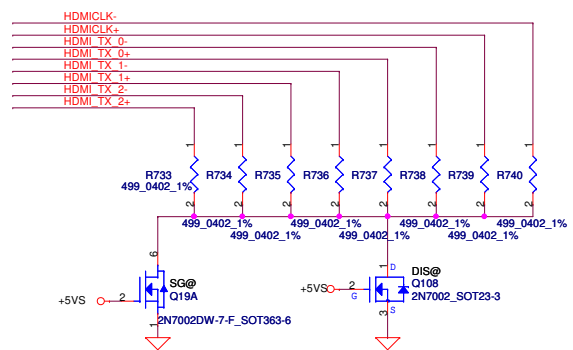 HDMICLK-
HDMICLK+
HDMI_TX_0-
HDMI_TX_0+
HDMI_TX_1-
HDMI_TX_1+
HDMI_TX_2-
HDMI_TX_2+
1 1 1 1 1 1 1 1
R733 R734 R735 R736 R737 R738 R739 R740
499_0402_1%
2 2 2 2 2 2 2 2
499_0402_1% 499_0402_1% 499_0402_1% 499_0402_1%
499_0402_1% 499_0402_1% 499_0402_1%
6
SG@
Q19A
+5VS 2
1
2N7002DW-7-F_SOT363-6
1 D
DIS@
Q108
2N7002_SOT23-3
+5VS 2
G
3 S